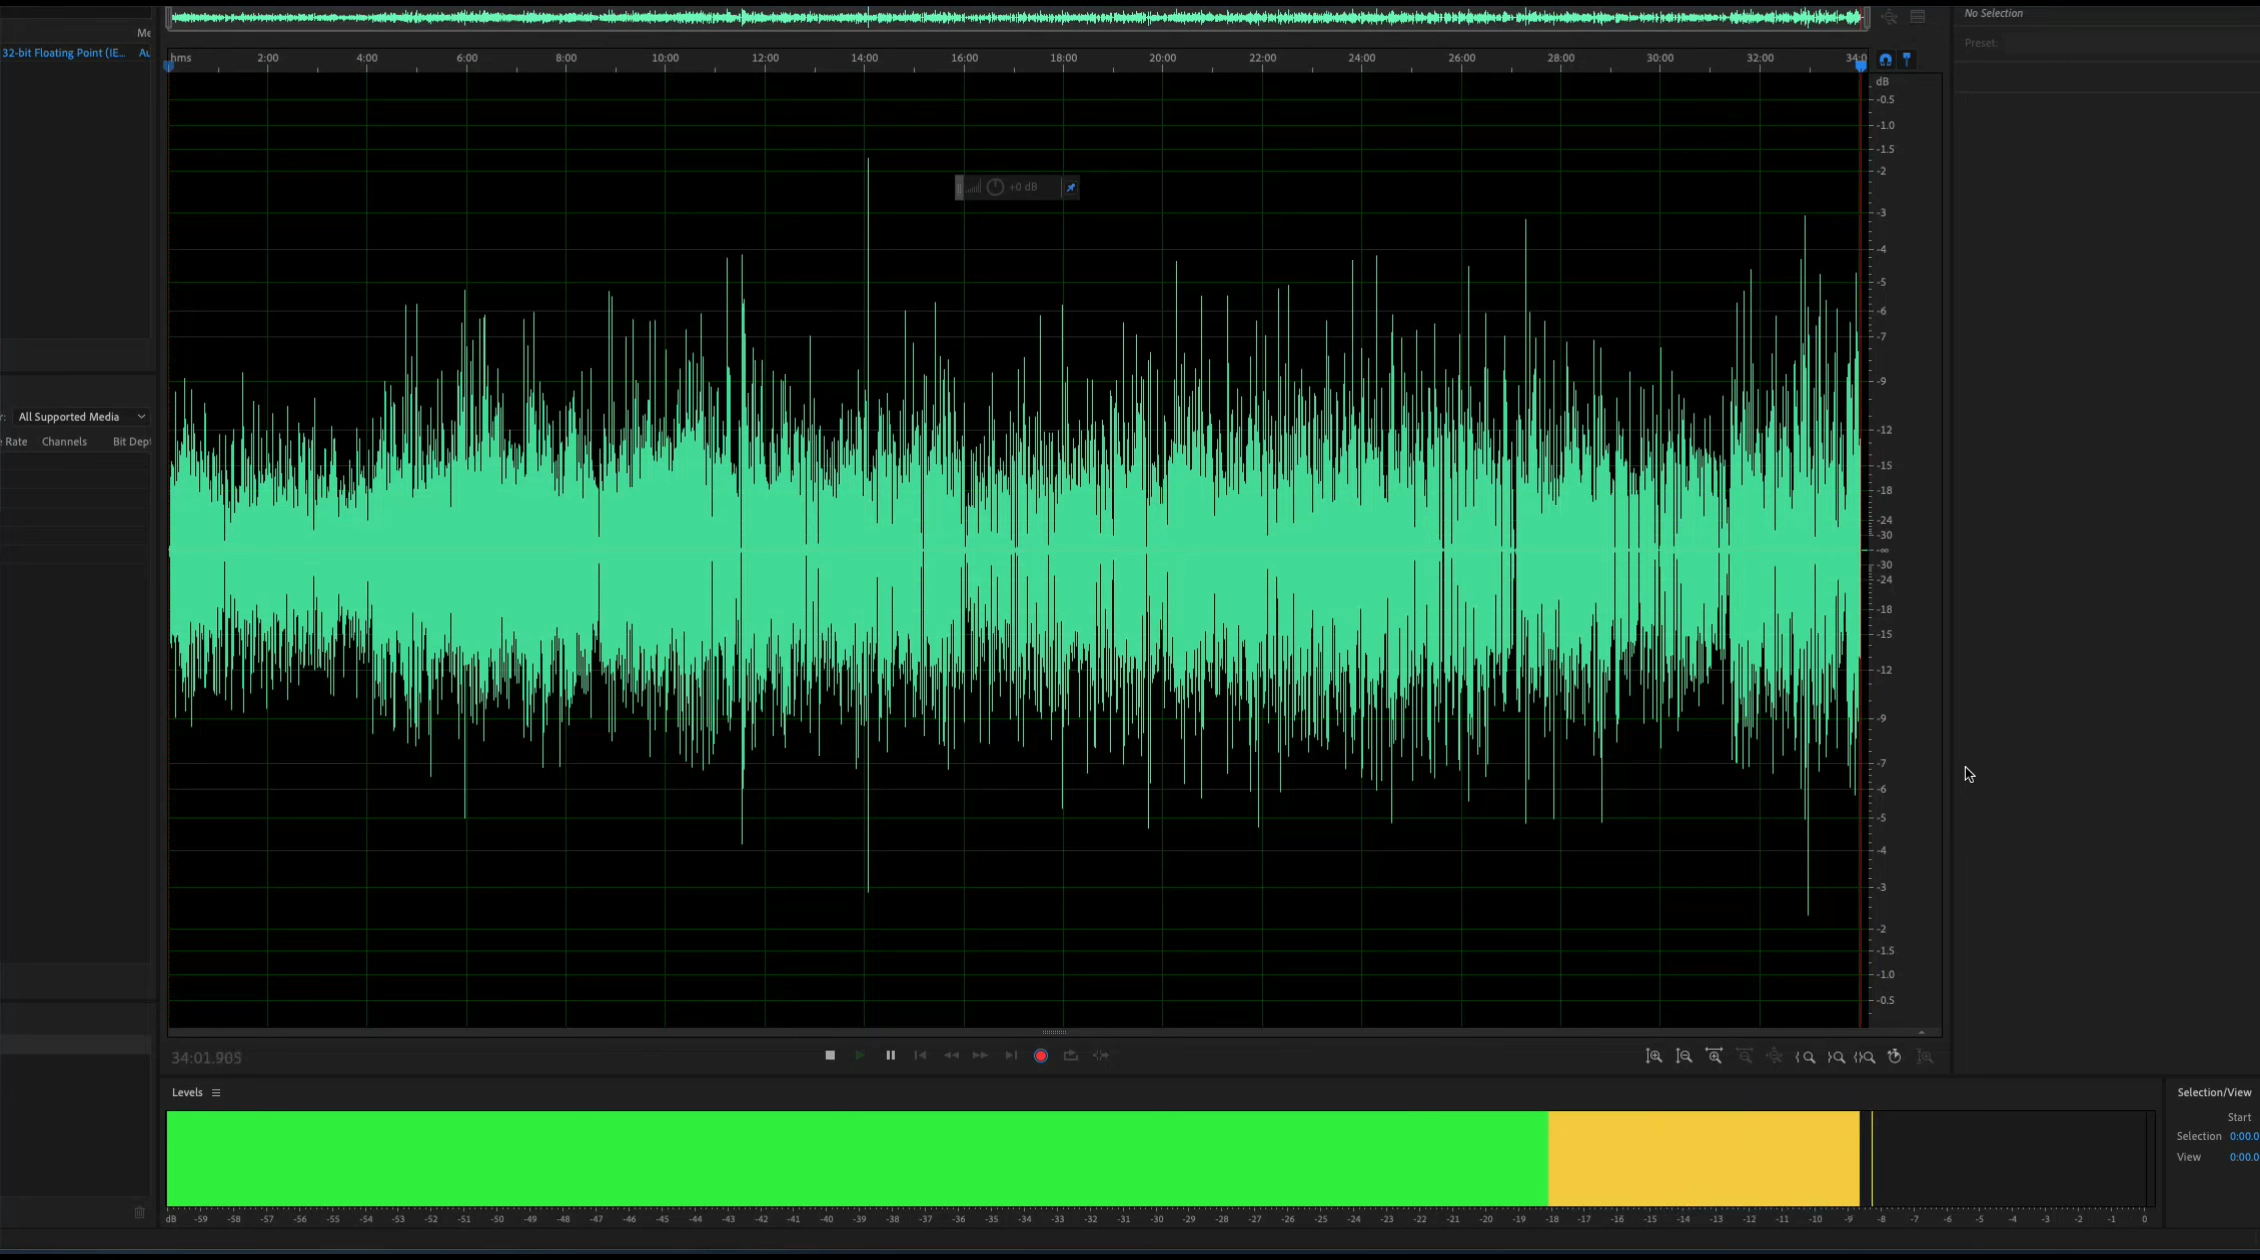 No Selection
Me
Preset:
32-bit Floating Point (IE... Au
hms 2:00 4:00 6:00 8:00 10:00 12:00 14:00 16:00 18:00 20:00 22:00 24:00 26:00 28:00 30:00 32:00 34:0
dB
-0.5
-1.0
-1.5
-2
+0 dB
-3
-4
-5
-6
-7
-9
r: All Supported Media
-12
e Rate Channels Bit Dept
-15
-18
-24
-30
-∞
-30
-24
-18
-15
-12
-9
-7
-6
-5
-4
-3
-2
-1.5
-1.0
-0.5
34:01.905
Levels
Selection/View
Start
Selection 0:00.0
View 0:00.0
dB -59 -58 -57 -56 -55 -54 -53 -52 -51 -50 -49 -48 -47 -46 -45 -44 -43 -42 -41 -40 -39 -38 -37 -36 -35 -34 -33 -32 -31 -30 -29 -28 -27 -26 -25 -24 -23 -22 -21 -20 -19 -18 -17 -16 -15 -14 -13 -12 -11 -10 -9 -8 -7 -6 -5 -4 -3 -2 -1 0